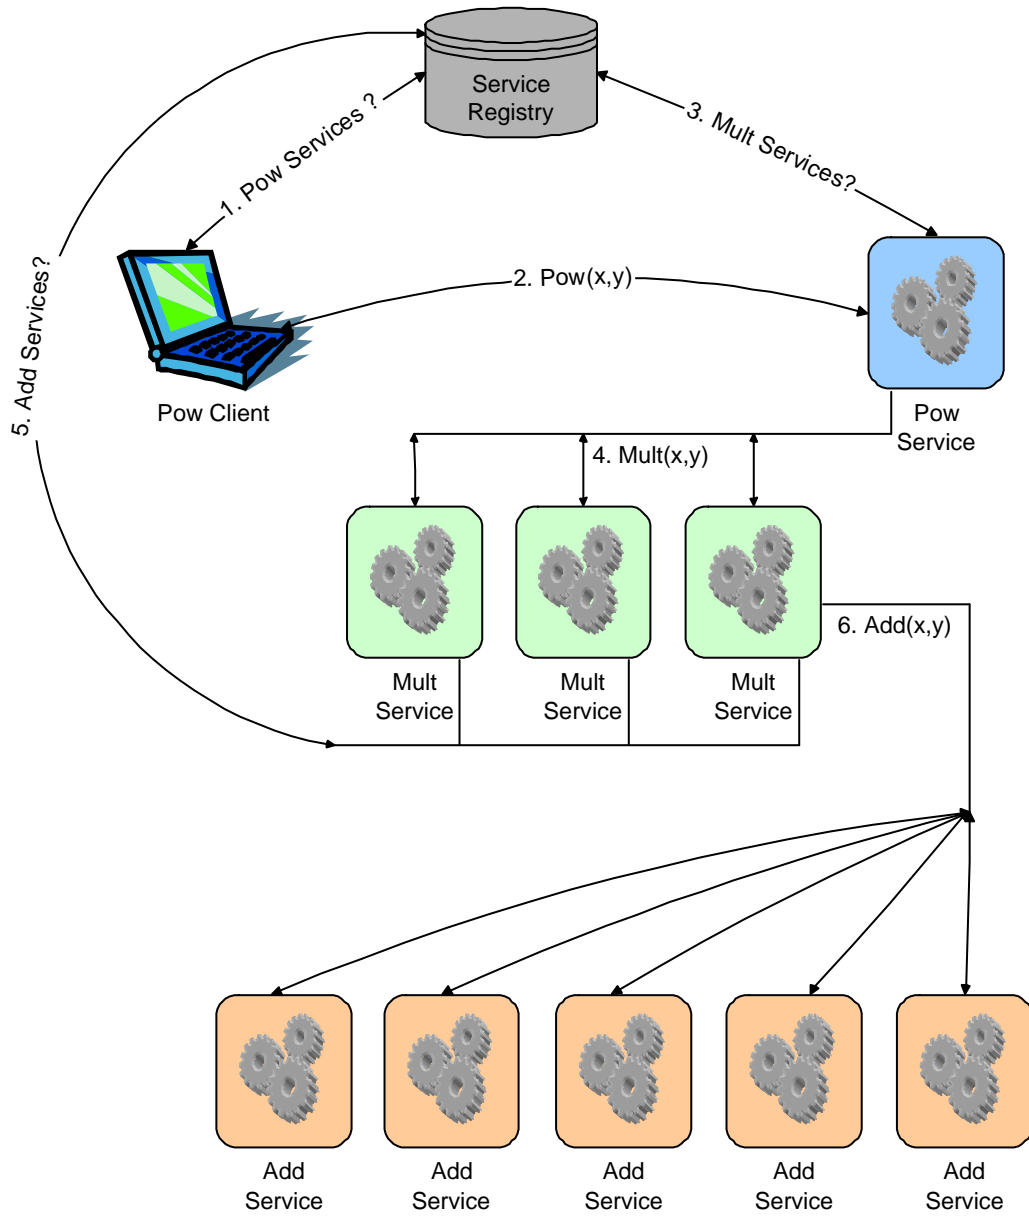 Service
Registry
1. Pow Services ?
3. Mult Services?
5. Add Services?
2. Pow(x,y)
Pow Client
Pow
Service
4. Mult(x,y)
6. Add(x,y)
Mult
Service
Mult
Service
Mult
Service
Add
Service
Add
Service
Add
Service
Add
Service
Add
Service